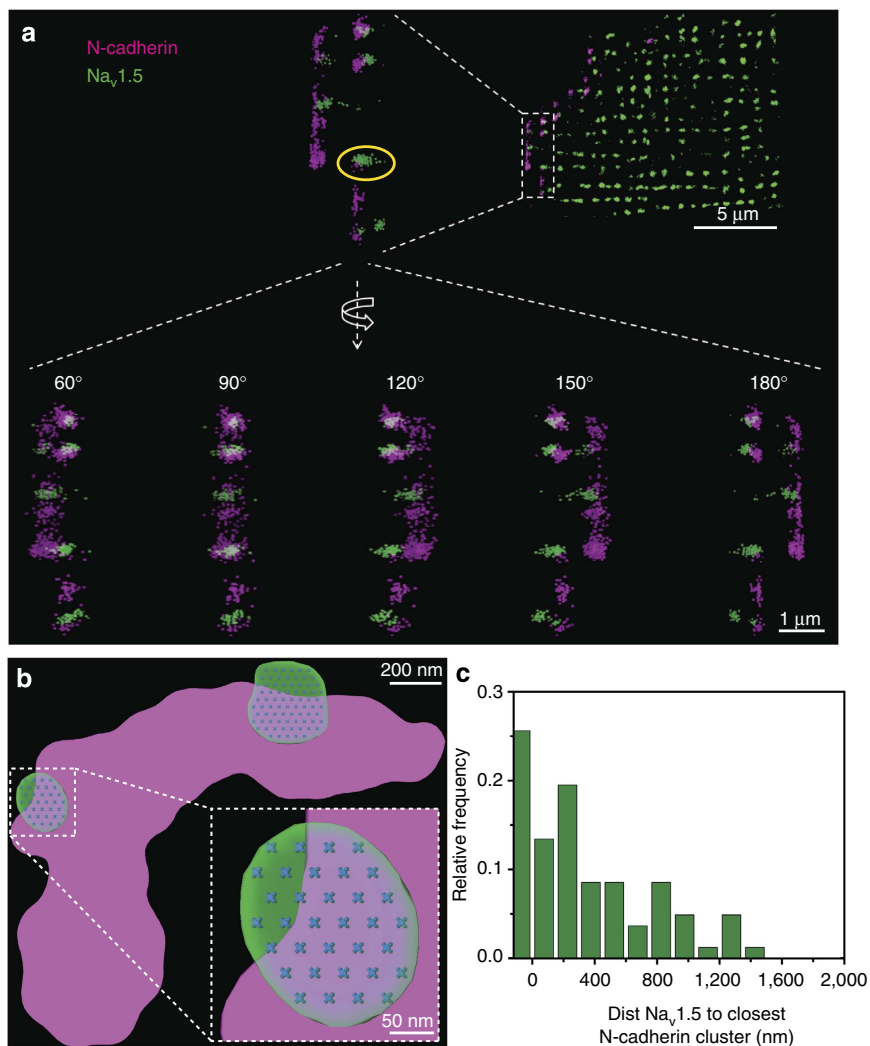 a
N-cadherin
Naᵥ1.5
5 μm
60° 90° 120° 150° 180°
1 μm
b
200 nm
50 nm
c
0.3
0.2
0.1
0.0
Relative frequency
0 400 800 1,200 1,600 2,000
Dist Naᵥ1.5 to closest
N-cadherin cluster (nm)